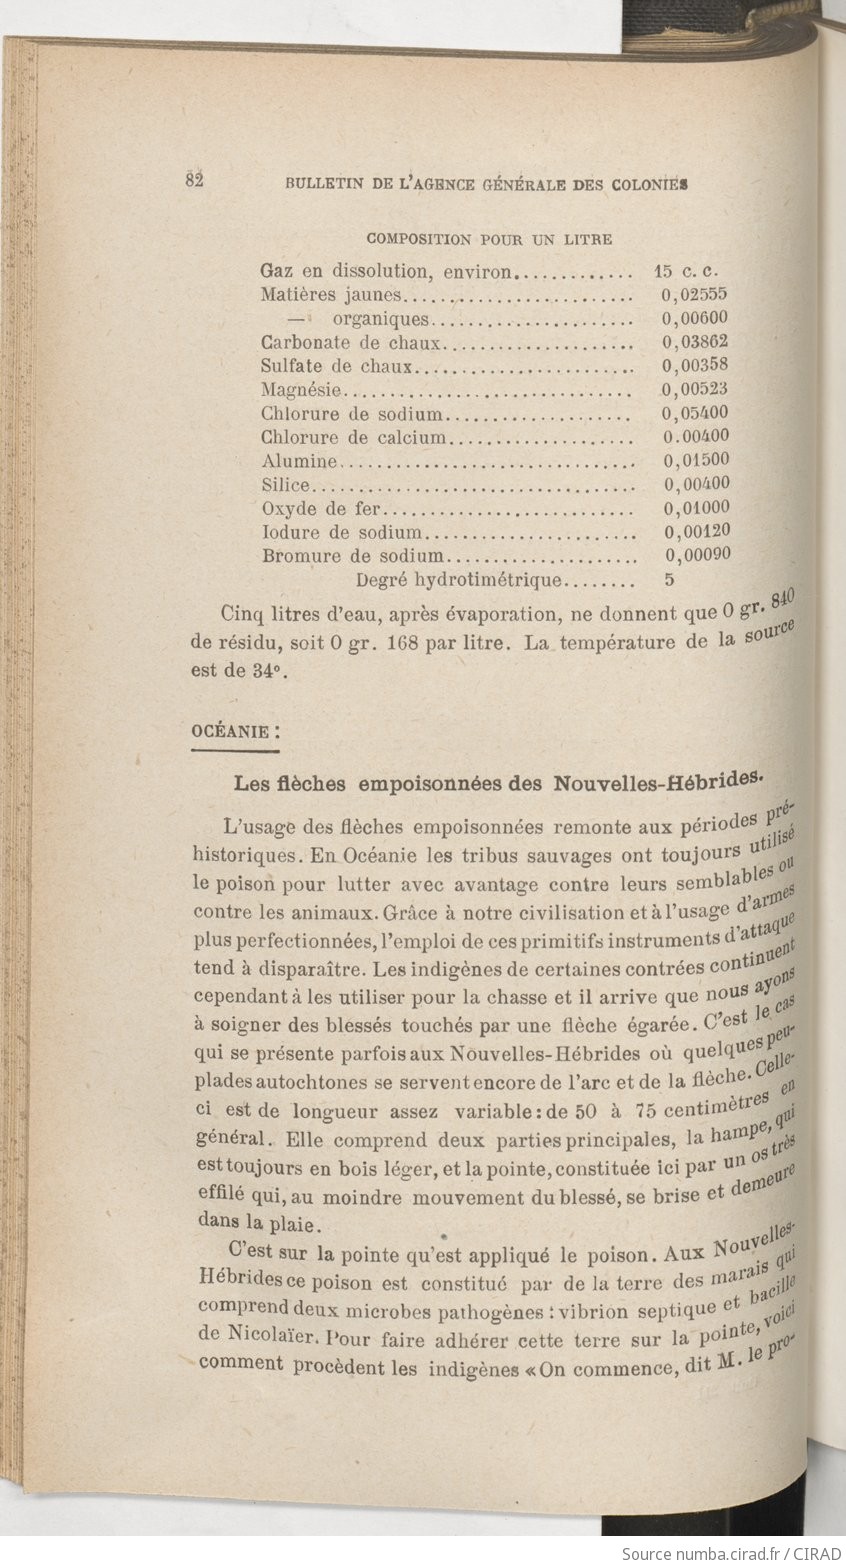 82 BULLETIN DE L'AGENCE GÉNÉRALE DES COLONIES
COMPOSITION POUR UN LITRE
Gaz en dissolution, environ............. 15 c. c.
Matières jaunes......................... 0,02555
— organiques...................... 0,00600
Carbonate de chaux..................... 0,03862
Sulfate de chaux........................ 0,00358
Magnésie............................... 0,00523
Chlorure de sodium.................... 0,05400
Chlorure de calcium.................... 0.00400
Alumine................................ 0,01500
Silice................................... 0,00400
Oxyde de fer........................... 0,01000
Iodure de sodium....................... 0,00120
Bromure de sodium..................... 0,00090
Degré hydrotimétrique........ 5
Cinq litres d'eau, après évaporation, ne donnent que 0 gr. 840
de résidu, soit 0 gr. 168 par litre. La température de la source
est de 34°.
OCÉANIE :
Les flèches empoisonnées des Nouvelles-Hébrides.
L'usage des flèches empoisonnées remonte aux périodes pré-
historiques. En Océanie les tribus sauvages ont toujours utilisé
le poison pour lutter avec avantage contre leurs semblables ou
contre les animaux. Grâce à notre civilisation et à l'usage d'armes
plus perfectionnées, l'emploi de ces primitifs instruments d'attaque
tend à disparaître. Les indigènes de certaines contrées continuent
cependant à les utiliser pour la chasse et il arrive que nous ayons
à soigner des blessés touchés par une flèche égarée. C'est le cas
qui se présente parfois aux Nouvelles-Hébrides où quelques peu-
plades autochtones se servent encore de l'arc et de la flèche. Celle-
ci est de longueur assez variable : de 50 à 75 centimètres en
général. Elle comprend deux parties principales, la hampe, qui
est toujours en bois léger, et la pointe, constituée ici par un os très
effilé qui, au moindre mouvement du blessé, se brise et demeure
dans la plaie.
C'est sur la pointe qu'est appliqué le poison. Aux Nouvelles-
Hébrides ce poison est constitué par de la terre des marais qui
comprend deux microbes pathogènes : vibrion septique et bacille
de Nicolaïer. Pour faire adhérer cette terre sur la pointe, voici
comment procèdent les indigènes « On commence, dit M. le pro-
Source numba.cirad.fr / CIRAD